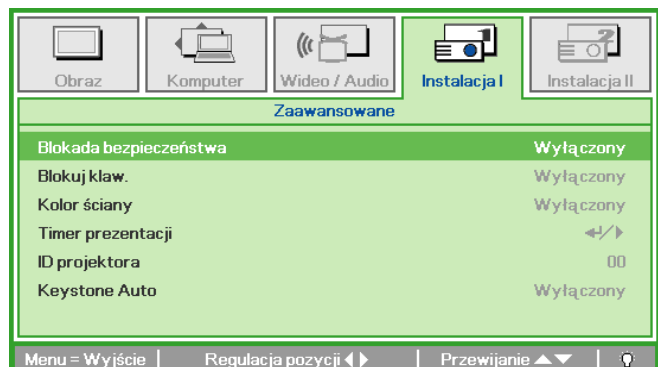 Obraz
Komputer
Wideo / Audio
Instalacja I
Instalacja II
Zaawansowane
Blokada bezpieczeństwa Wyłączony
Blokuj klaw. Wyłączony
Kolor ściany Wyłączony
Timer prezentacji
ID projektora 00
Keystone Auto Wyłączony
Menu = Wyjście | Regulacja pozycji | Przewijanie |